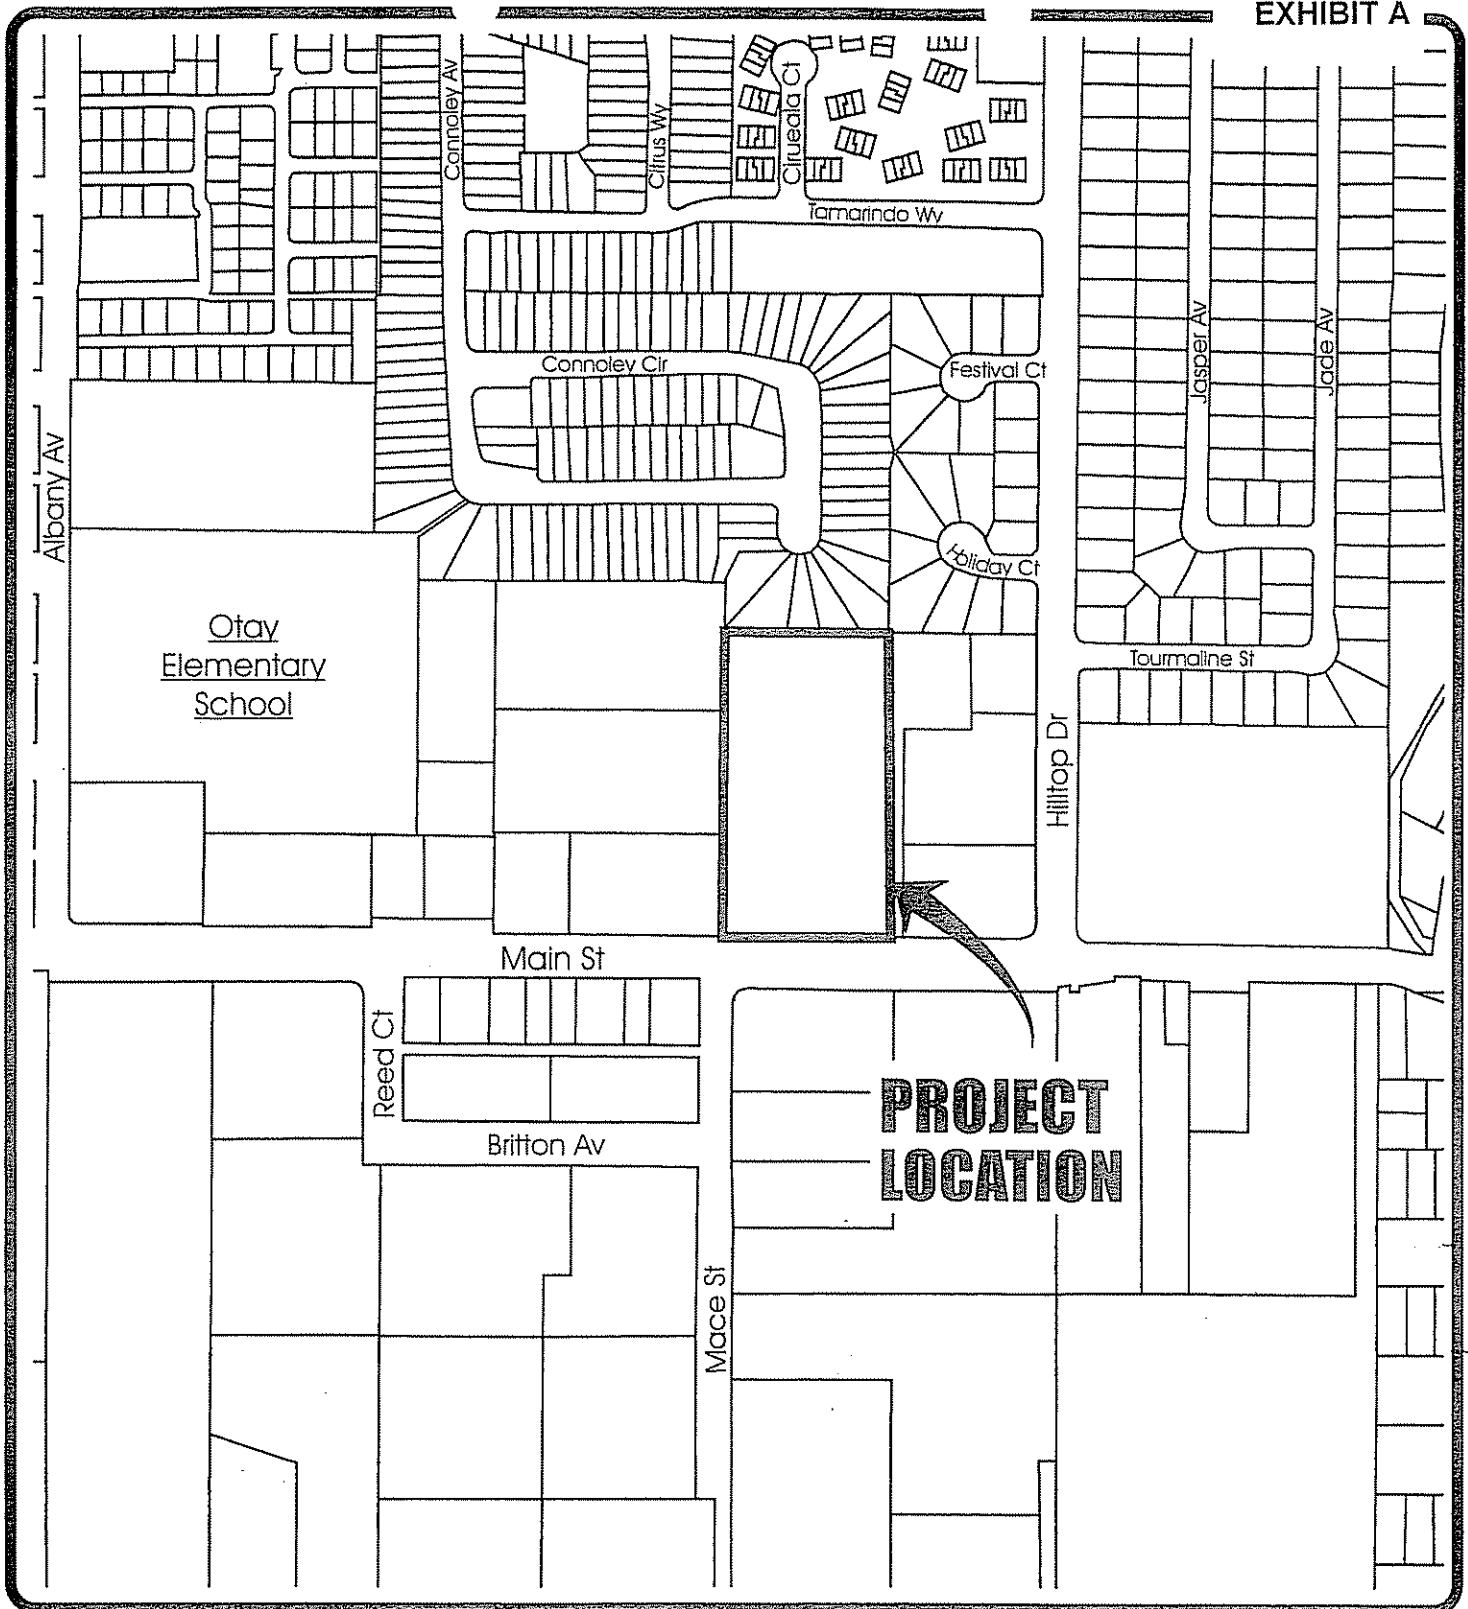 EXHIBIT A
Connoley Av
Citrus Wy
Cirueala Ct
Tamarindo Wy
Connoley Cir
Festival Ct
Jasper Av
Jade Av
Albany Av
Holiday Ct
Otay
Elementary
School
Tourmaline St
Hilltop Dr
Main St
Reed Ct
PROJECT
LOCATION
Britton Av
Mace St